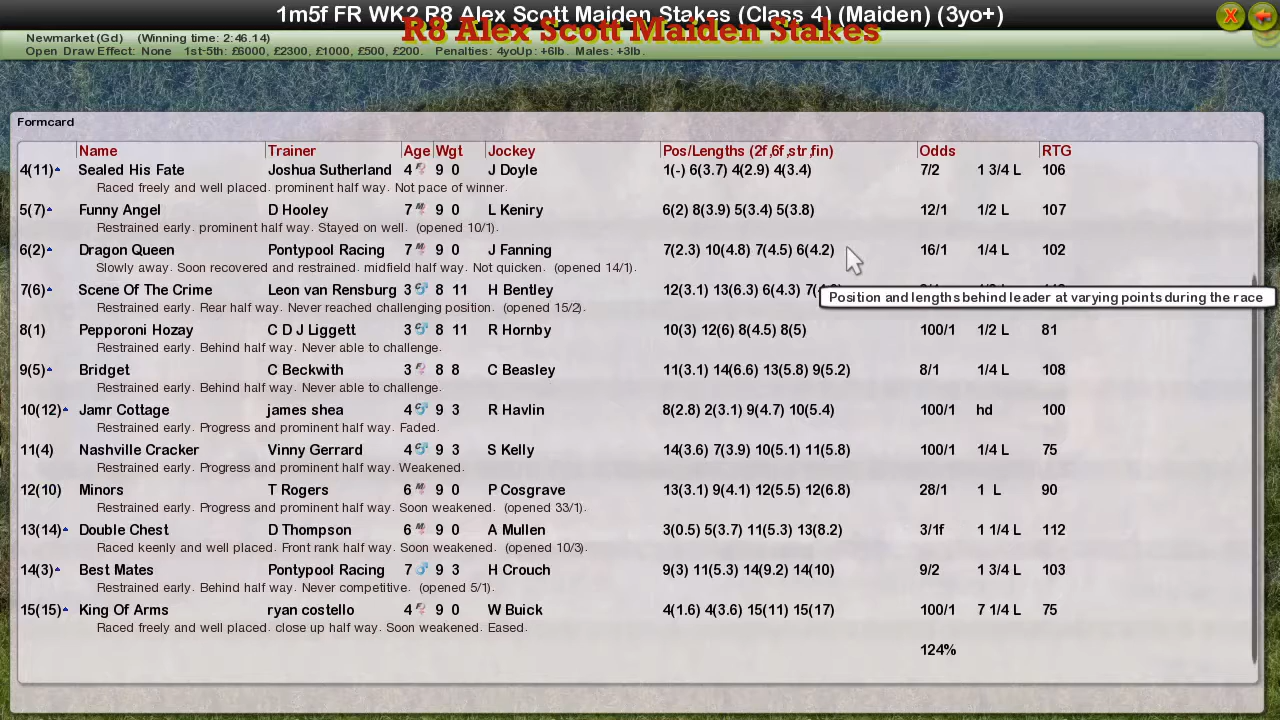 1m5f FR WK2 R8 Alex Scott Maiden Stakes (Class 4) (Maiden) (3yo+)
R8 Alex Scott Maiden Stakes
Newmarket (Gd) (Winning time: 2:46.14)
Open Draw Effect: None 1st-5th: £6000, £2300, £1000, £500, £200. Penalties: 4yoUp: +6lb. Males: +3lb.
Formcard
Name Trainer Age Wgt Jockey Pos/Lengths (2f,6f,str,fin) Odds RTG
4(11) Sealed His Fate Joshua Sutherland 4 9 0 J Doyle 1(-) 6(3.7) 4(2.9) 4(3.4) 7/2 1 3/4 L 106
Raced freely and well placed. prominent half way. Not pace of winner.
5(7) Funny Angel D Hooley 7 9 0 L Keniry 6(2) 8(3.9) 5(3.4) 5(3.8) 12/1 1/2 L 107
Restrained early. prominent half way. Stayed on well. (opened 10/1).
6(2) Dragon Queen Pontypool Racing 7 9 0 J Fanning 7(2.3) 10(4.8) 7(4.5) 6(4.2) 16/1 1/4 L 102
Slowly away. Soon recovered and restrained. midfield half way. Not quicken. (opened 14/1).
7(6) Scene Of The Crime Leon van Rensburg 3 8 11 H Bentley 12(3.1) 13(6.3) 6(4.3)
Position and lengths behind leader at varying points during the race
Restrained early. Rear half way. Never reached challenging position. (opened 15/2).
8(1) Pepporoni Hozay C D J Liggett 3 8 11 R Hornby 10(3) 12(6) 8(4.5) 8(5) 100/1 1/2 L 81
Restrained early. Behind half way. Never able to challenge.
9(5) Bridget C Beckwith 3 8 8 C Beasley 11(3.1) 14(6.6) 13(5.8) 9(5.2) 8/1 1/4 L 108
Restrained early. Behind half way. Never able to challenge.
10(12) Jamr Cottage james shea 4 9 3 R Havlin 8(2.8) 2(3.1) 9(4.7) 10(5.4) 100/1 hd 100
Restrained early. Progress and prominent half way. Faded.
11(4) Nashville Cracker Vinny Gerrard 4 9 3 S Kelly 14(3.6) 7(3.9) 10(5.1) 11(5.8) 100/1 1/4 L 75
Restrained early. Progress and prominent half way. Weakened.
12(10) Minors T Rogers 6 9 0 P Cosgrave 13(3.1) 9(4.1) 12(5.5) 12(6.8) 28/1 1 L 90
Restrained early. Progress and prominent half way. Soon weakened. (opened 33/1).
13(14) Double Chest D Thompson 6 9 0 A Mullen 3(0.5) 5(3.7) 11(5.3) 13(8.2) 3/1f 1 1/4 L 112
Raced keenly and well placed. Front rank half way. Soon weakened. (opened 10/3).
14(3) Best Mates Pontypool Racing 7 9 3 H Crouch 9(3) 11(5.3) 14(9.2) 14(10) 9/2 1 3/4 L 103
Restrained early. Behind half way. Never competitive. (opened 5/1).
15(15) King Of Arms ryan costello 4 9 0 W Buick 4(1.6) 4(3.6) 15(11) 15(17) 100/1 7 1/4 L 75
Raced freely and well placed. close up half way. Soon weakened. Eased.
124%